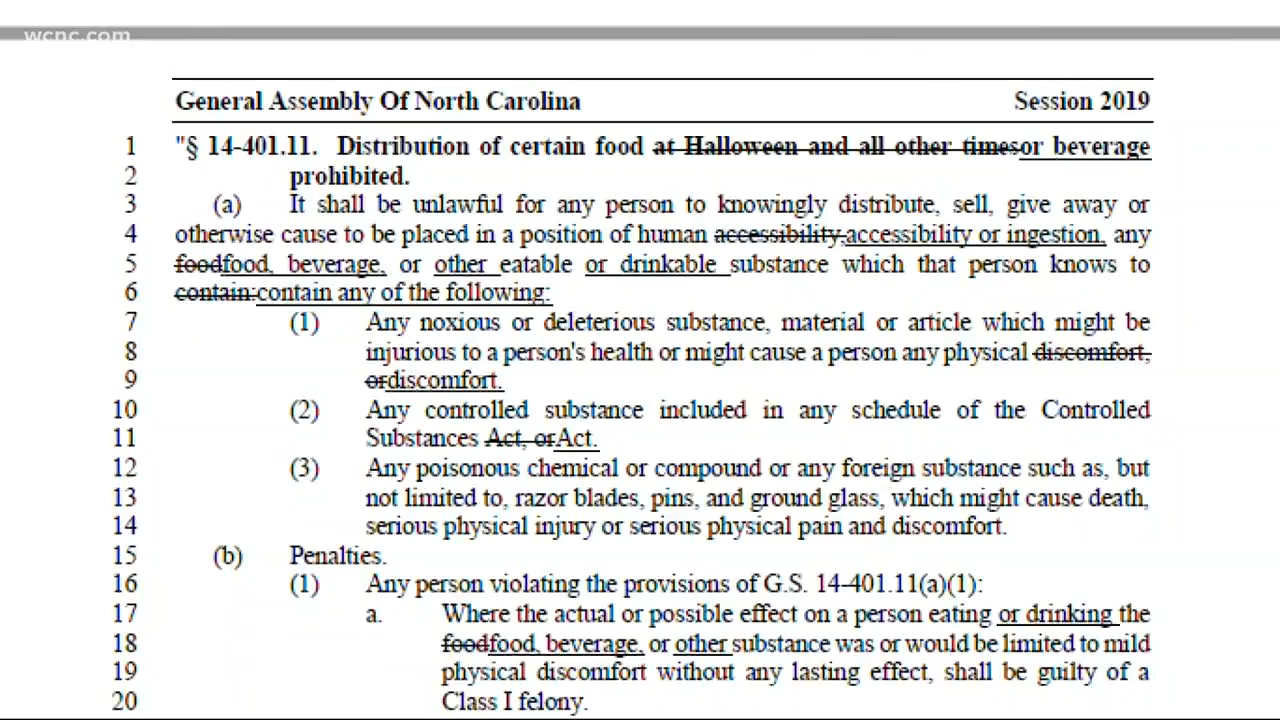 wcnc.com
General Assembly Of North Carolina Session 2019
1 "§ 14-401.11. Distribution of certain food at Halloween and all other timesor beverage
2 prohibited.
3 (a) It shall be unlawful for any person to knowingly distribute, sell, give away or
4 otherwise cause to be placed in a position of human accessibility,accessibility or ingestion, any
5 foodfood, beverage, or other eatable or drinkable substance which that person knows to
6 contain:contain any of the following:
7 (1) Any noxious or deleterious substance, material or article which might be
8 injurious to a person's health or might cause a person any physical discomfort,
9 ordiscomfort.
10 (2) Any controlled substance included in any schedule of the Controlled
11 Substances Act, orAct.
12 (3) Any poisonous chemical or compound or any foreign substance such as, but
13 not limited to, razor blades, pins, and ground glass, which might cause death,
14 serious physical injury or serious physical pain and discomfort.
15 (b) Penalties.
16 (1) Any person violating the provisions of G.S. 14-401.11(a)(1):
17 a. Where the actual or possible effect on a person eating or drinking the
18 foodfood, beverage, or other substance was or would be limited to mild
19 physical discomfort without any lasting effect, shall be guilty of a
20 Class I felony.